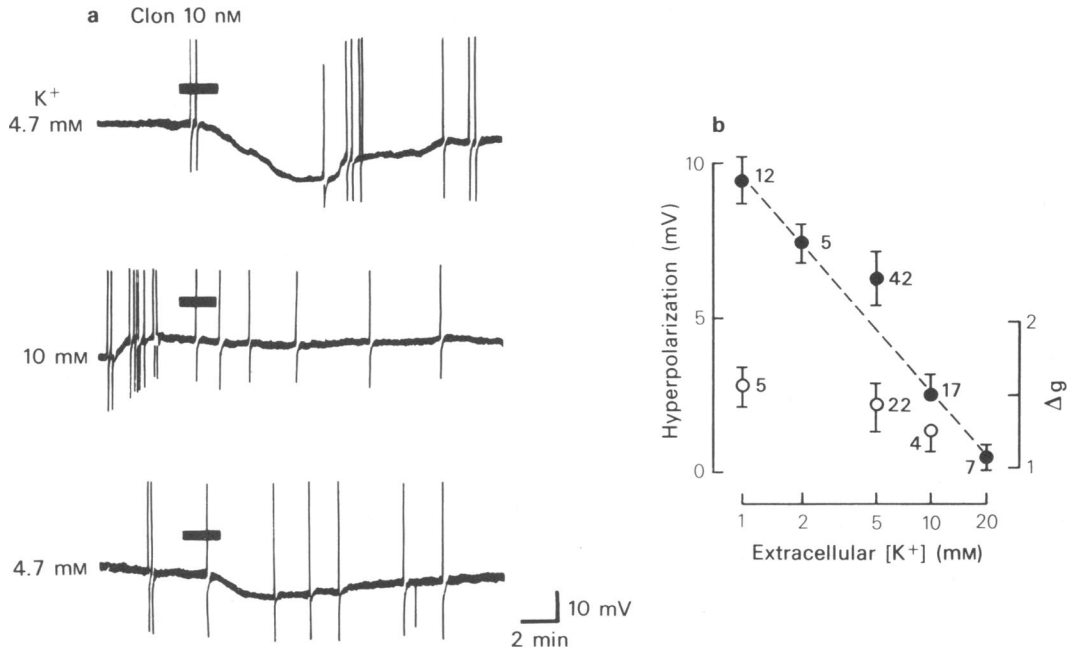 a Clon 10 nM
K+
4.7 mM
10 mM
4.7 mM
10 mV
2 min
b
Hyperpolarization (mV)
10
5
0
12
5
42
17
7
5
22
4
2
1
Δg
1 2 5 10 20
Extracellular [K+] (mM)